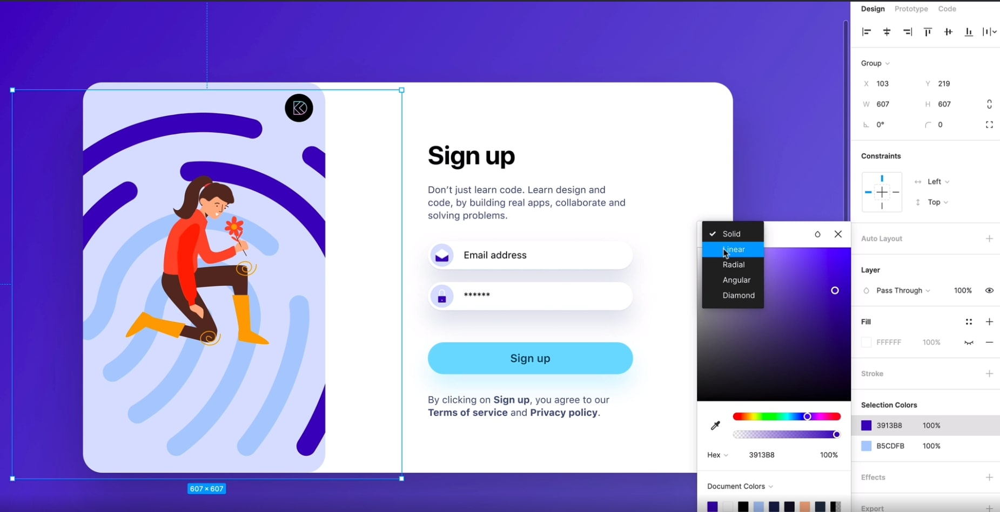 Design Prototype Code
Group
X 103 Y 219
W 607 H 607
0° 0
Constraints
Left
Top
Auto Layout
Layer
Pass Through 100%
Fill
FFFFFF 100%
Stroke
Selection Colors
3913B8 100%
B5CDFB 100%
Effects
Export
Sign up
Don’t just learn code. Learn design and
code, by building real apps, collaborate and
solving problems.
Email address
******
Sign up
By clicking on Sign up, you agree to our
Terms of service and Privacy policy.
607 × 607
Solid
Linear
Radial
Angular
Diamond
Hex 3913B8 100%
Document Colors